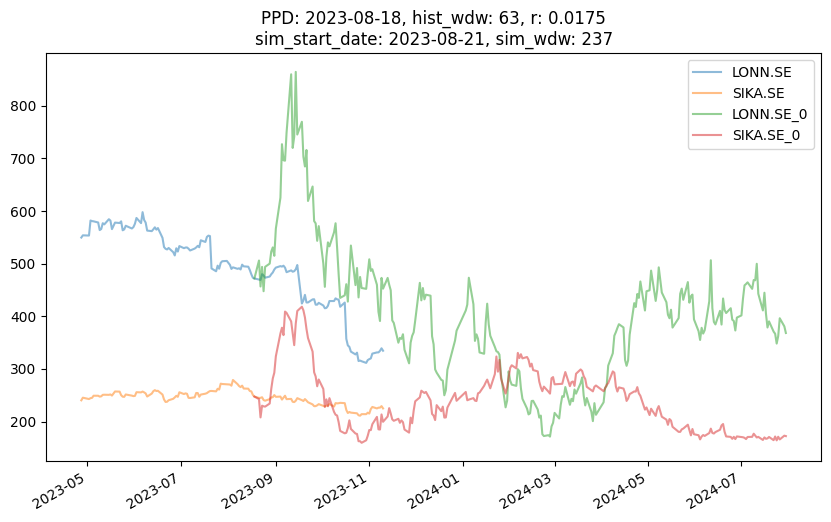 PPD: 2023-08-18, hist_wdw: 63, r: 0.0175
sim_start_date: 2023-08-21, sim_wdw: 237
LONN.SE
SIKA.SE
LONN.SE_0
SIKA.SE_0
800
700
600
500
400
300
200
2023-05
2023-07
2023-09
2023-11
2024-01
2024-03
2024-05
2024-07